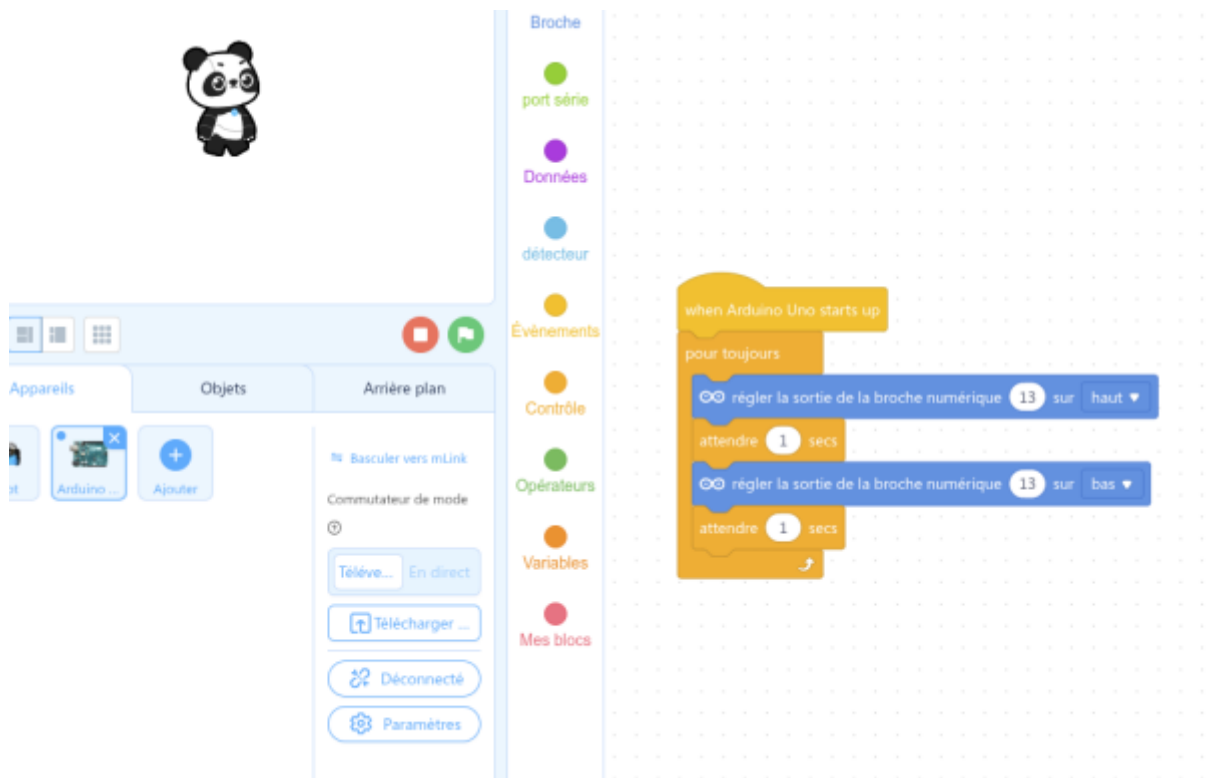 Broche
port série
Données
détecteur
Évènements
Contrôle
Opérateurs
Variables
Mes blocs
Appareils
Objets
Arrière plan
ot
Arduino ...
Ajouter
Basculer vers mLink
Commutateur de mode
Téléve... En direct
Télécharger ...
Déconnecté
Paramètres
when Arduino Uno starts up
pour toujours
régler la sortie de la broche numérique 13 sur haut
attendre 1 secs
régler la sortie de la broche numérique 13 sur bas
attendre 1 secs